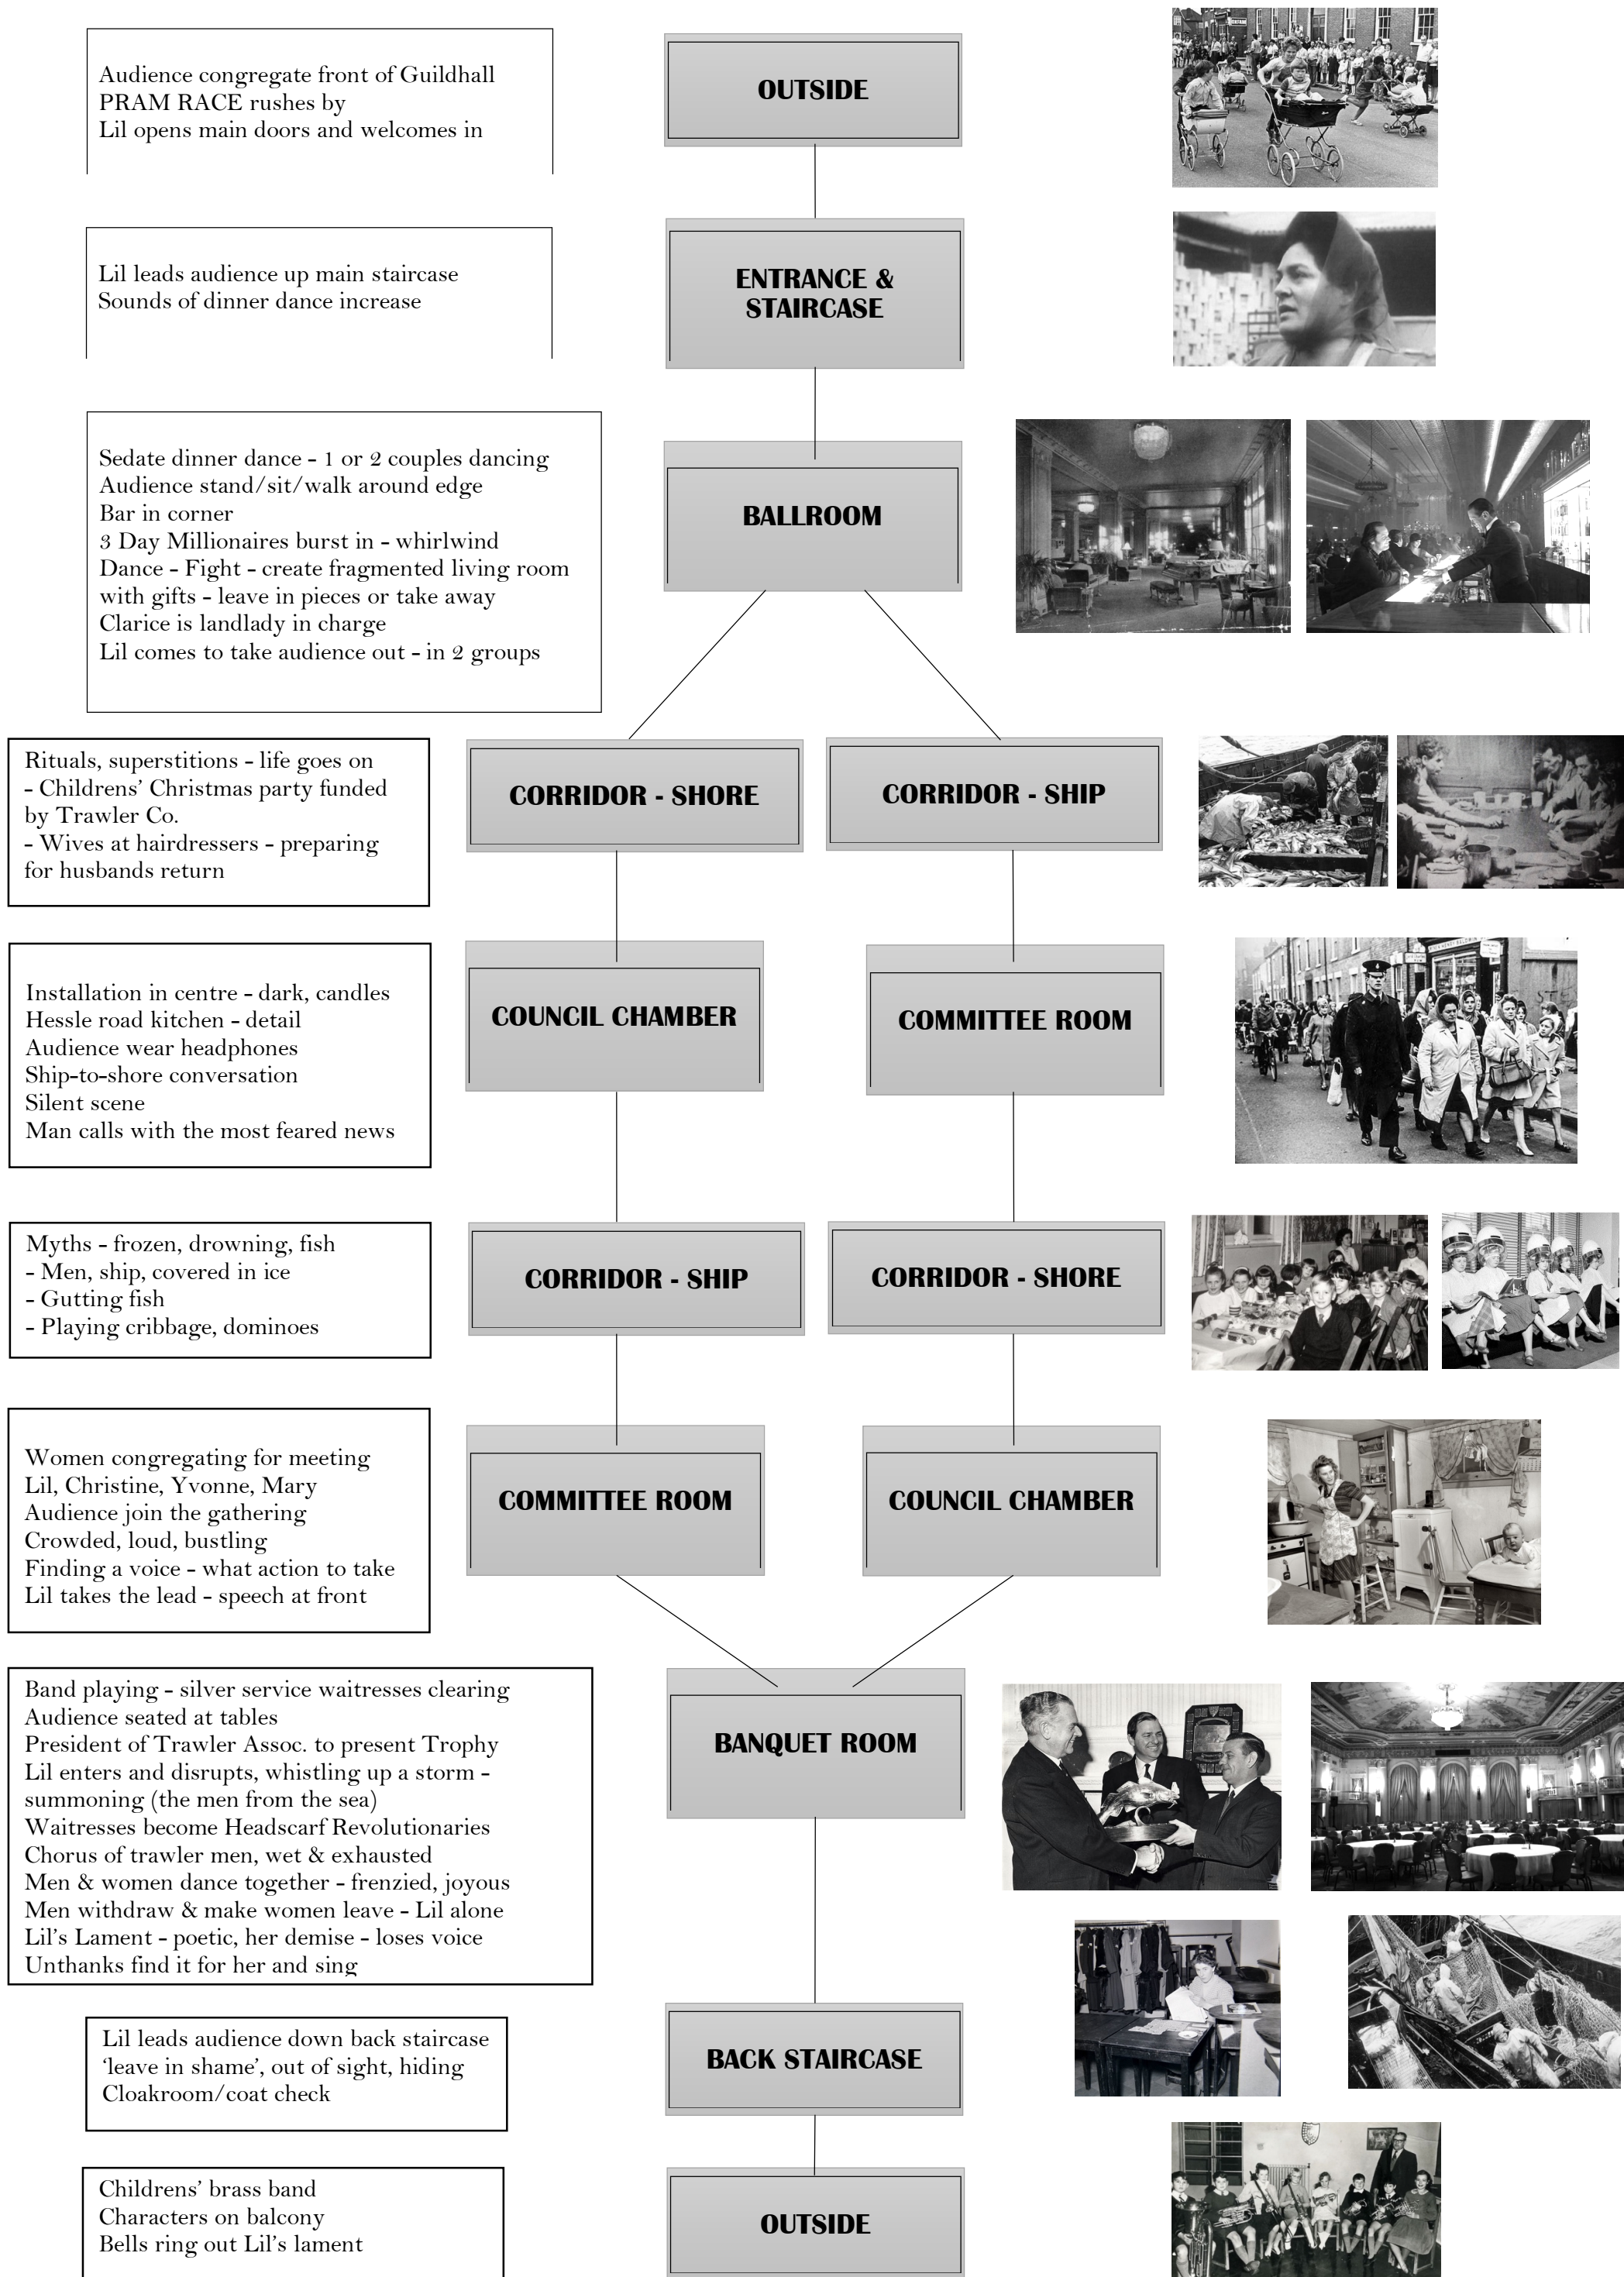 Audience congregate front of Guildhall
PRAM RACE rushes by
Lil opens main doors and welcomes in
OUTSIDE
Lil leads audience up main staircase
Sounds of dinner dance increase
ENTRANCE &
STAIRCASE
Sedate dinner dance - 1 or 2 couples dancing
Audience stand/sit/walk around edge
Bar in corner
3 Day Millionaires burst in - whirlwind
Dance - Fight - create fragmented living room
with gifts - leave in pieces or take away
Clarice is landlady in charge
Lil comes to take audience out - in 2 groups
BALLROOM
Rituals, superstitions - life goes on
- Childrens' Christmas party funded
by Trawler Co.
- Wives at hairdressers - preparing
for husbands return
CORRIDOR - SHORE
CORRIDOR - SHIP
Installation in centre - dark, candles
Hessle road kitchen - detail
Audience wear headphones
Ship-to-shore conversation
Silent scene
Man calls with the most feared news
COUNCIL CHAMBER
COMMITTEE ROOM
Myths - frozen, drowning, fish
- Men, ship, covered in ice
- Gutting fish
- Playing cribbage, dominoes
CORRIDOR - SHIP
CORRIDOR - SHORE
Women congregating for meeting
Lil, Christine, Yvonne, Mary
Audience join the gathering
Crowded, loud, bustling
Finding a voice - what action to take
Lil takes the lead - speech at front
COMMITTEE ROOM
COUNCIL CHAMBER
Band playing - silver service waitresses clearing
Audience seated at tables
President of Trawler Assoc. to present Trophy
Lil enters and disrupts, whistling up a storm -
summoning (the men from the sea)
Waitresses become Headscarf Revolutionaries
Chorus of trawler men, wet & exhausted
Men & women dance together - frenzied, joyous
Men withdraw & make women leave - Lil alone
Lil's Lament - poetic, her demise - loses voice
Unthanks find it for her and sing
BANQUET ROOM
Lil leads audience down back staircase
'leave in shame', out of sight, hiding
Cloakroom/coat check
BACK STAIRCASE
Childrens' brass band
Characters on balcony
Bells ring out Lil's lament
OUTSIDE